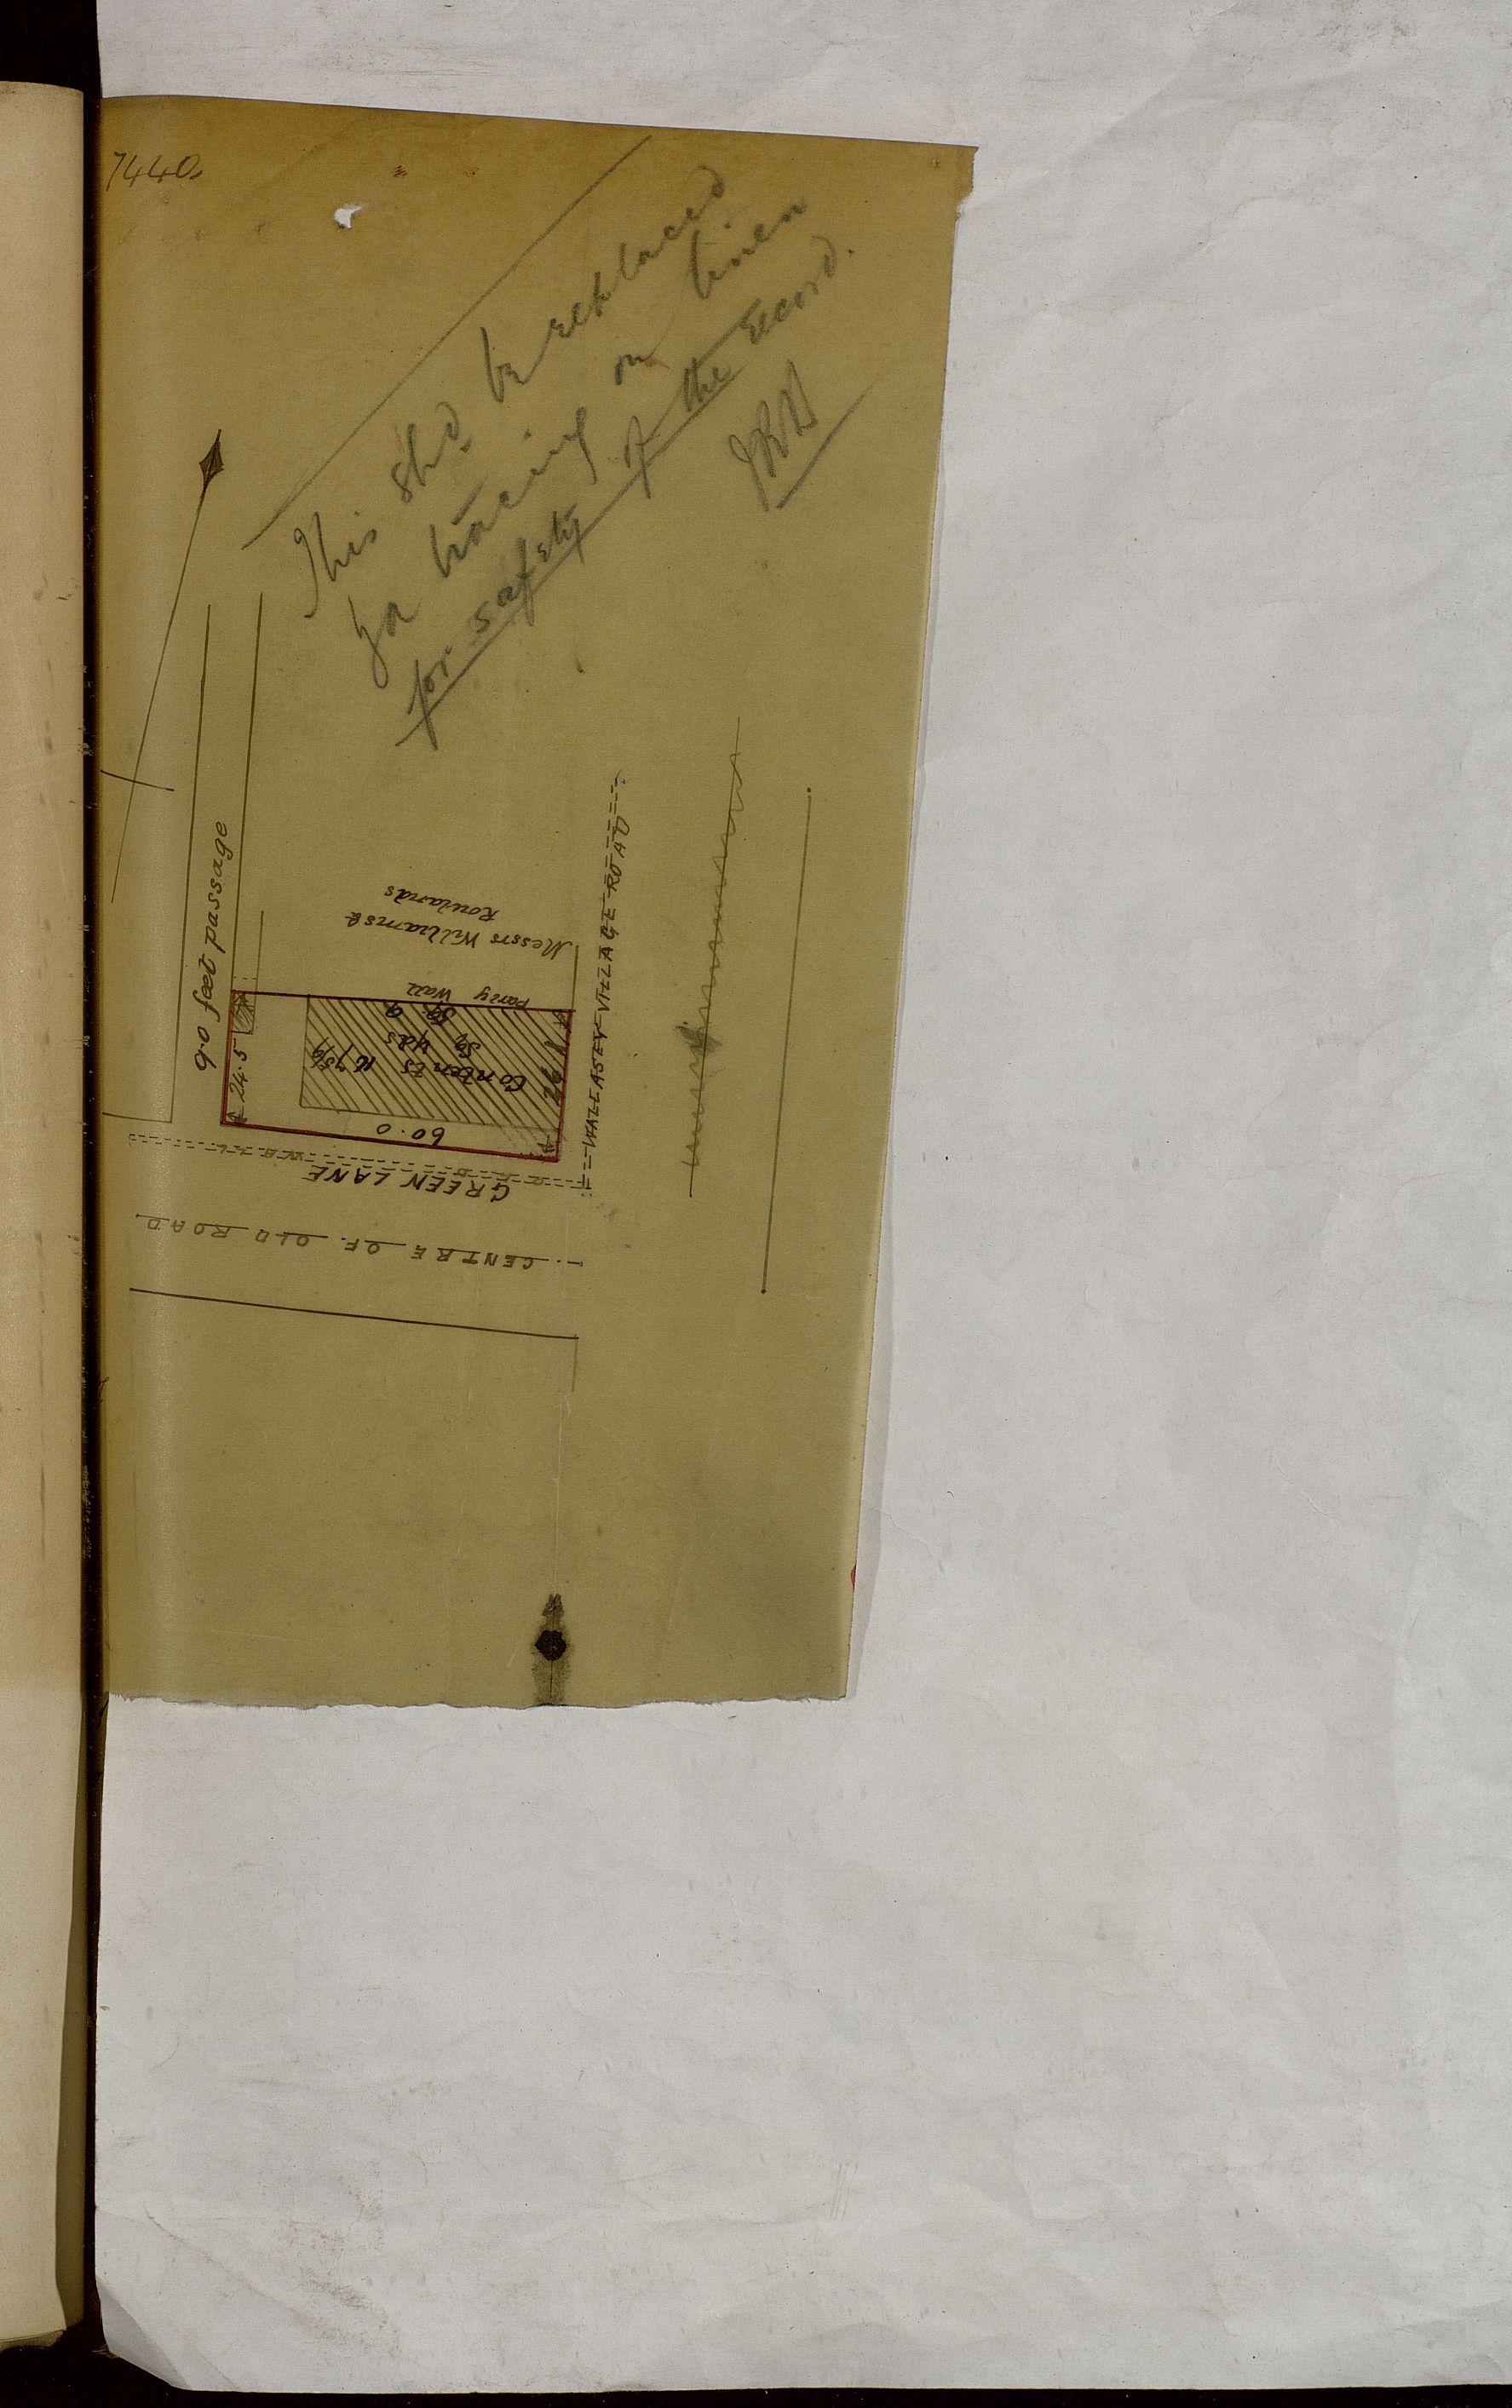 7440
This shd. be replaced
for tracing on linen
for safety of the record.
9.0 feet passage
Messrs Williams &
Rowlands
Party Wall
Contents
Sq Yds
24.5
60.0
WALLASEY VILLAGE ROAD
GREEN LANE
CENTRE OF OLD ROAD